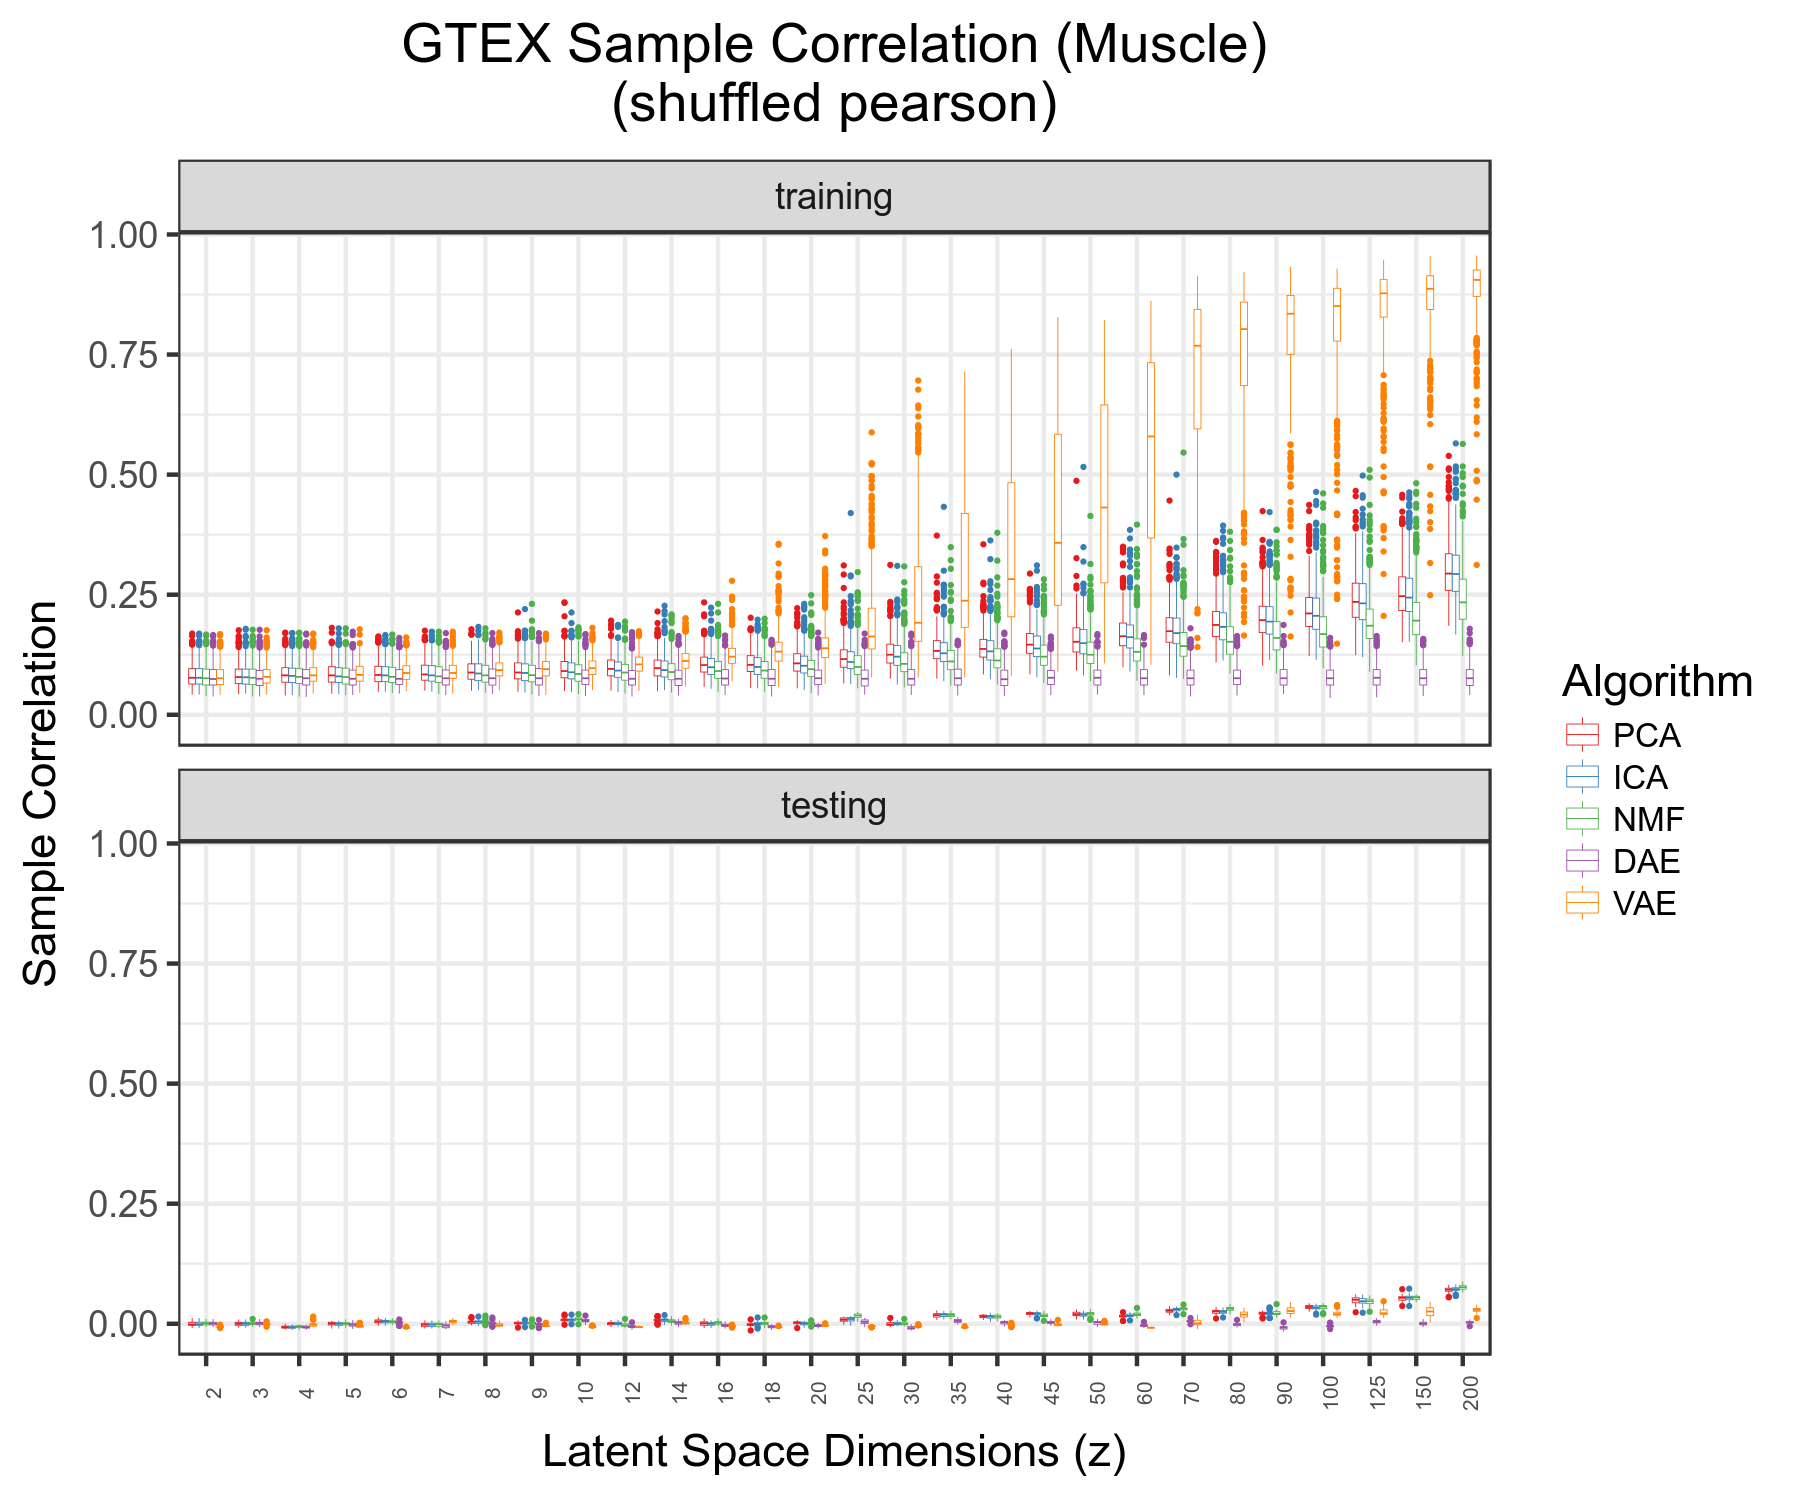 GTEX Sample Correlation (Muscle)
(shuffled pearson)
training
1.00
0.75
0.50
0.25
0.00
testing
1.00
0.75
0.50
0.25
0.00
Sample Correlation
2 3 4 5 6 7 8 9 10 12 14 16 18 20 25 30 35 40 45 50 60 70 80 90 100 125 150 200
Latent Space Dimensions (z)
Algorithm
PCA
ICA
NMF
DAE
VAE